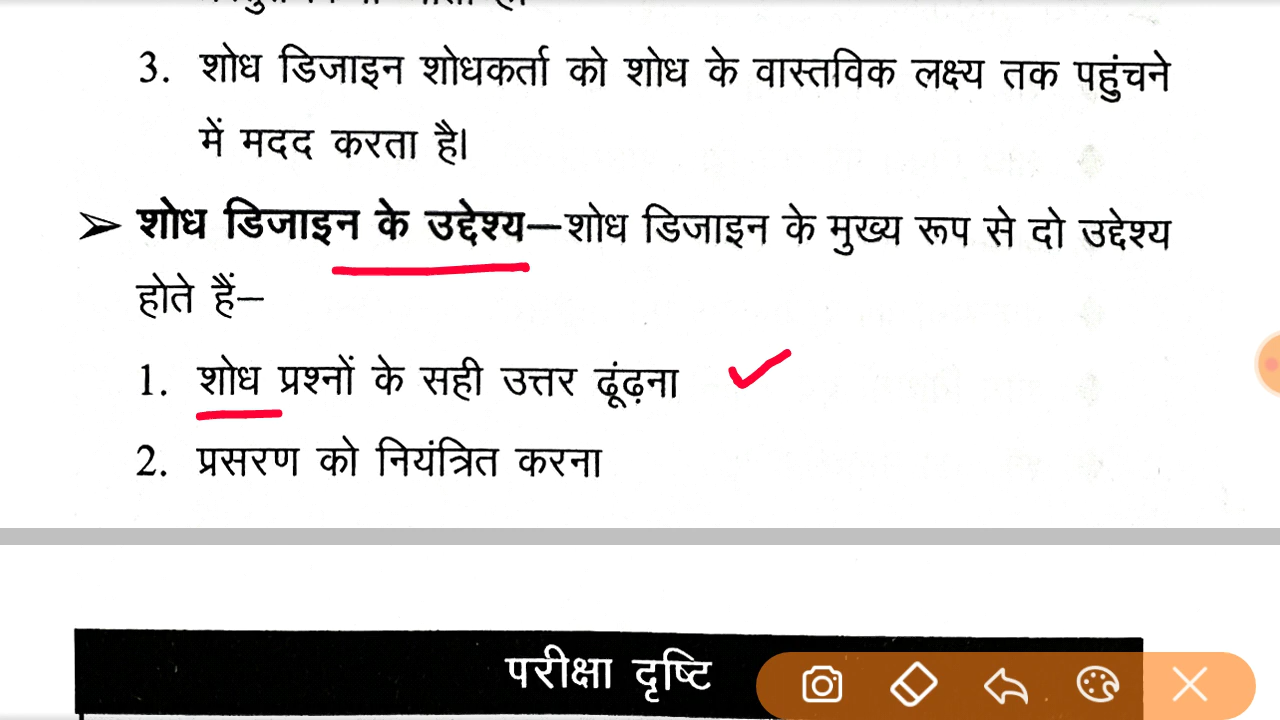 3. शोध डिजाइन शोधकर्ता को शोध के वास्तविक लक्ष्य तक पहुंचने
में मदद करता है।
➢ शोध डिजाइन के उद्देश्य—शोध डिजाइन के मुख्य रूप से दो उद्देश्य
होते हैं—
1. शोध प्रश्नों के सही उत्तर ढूंढ़ना
2. प्रसरण को नियंत्रित करना
परीक्षा दृष्टि